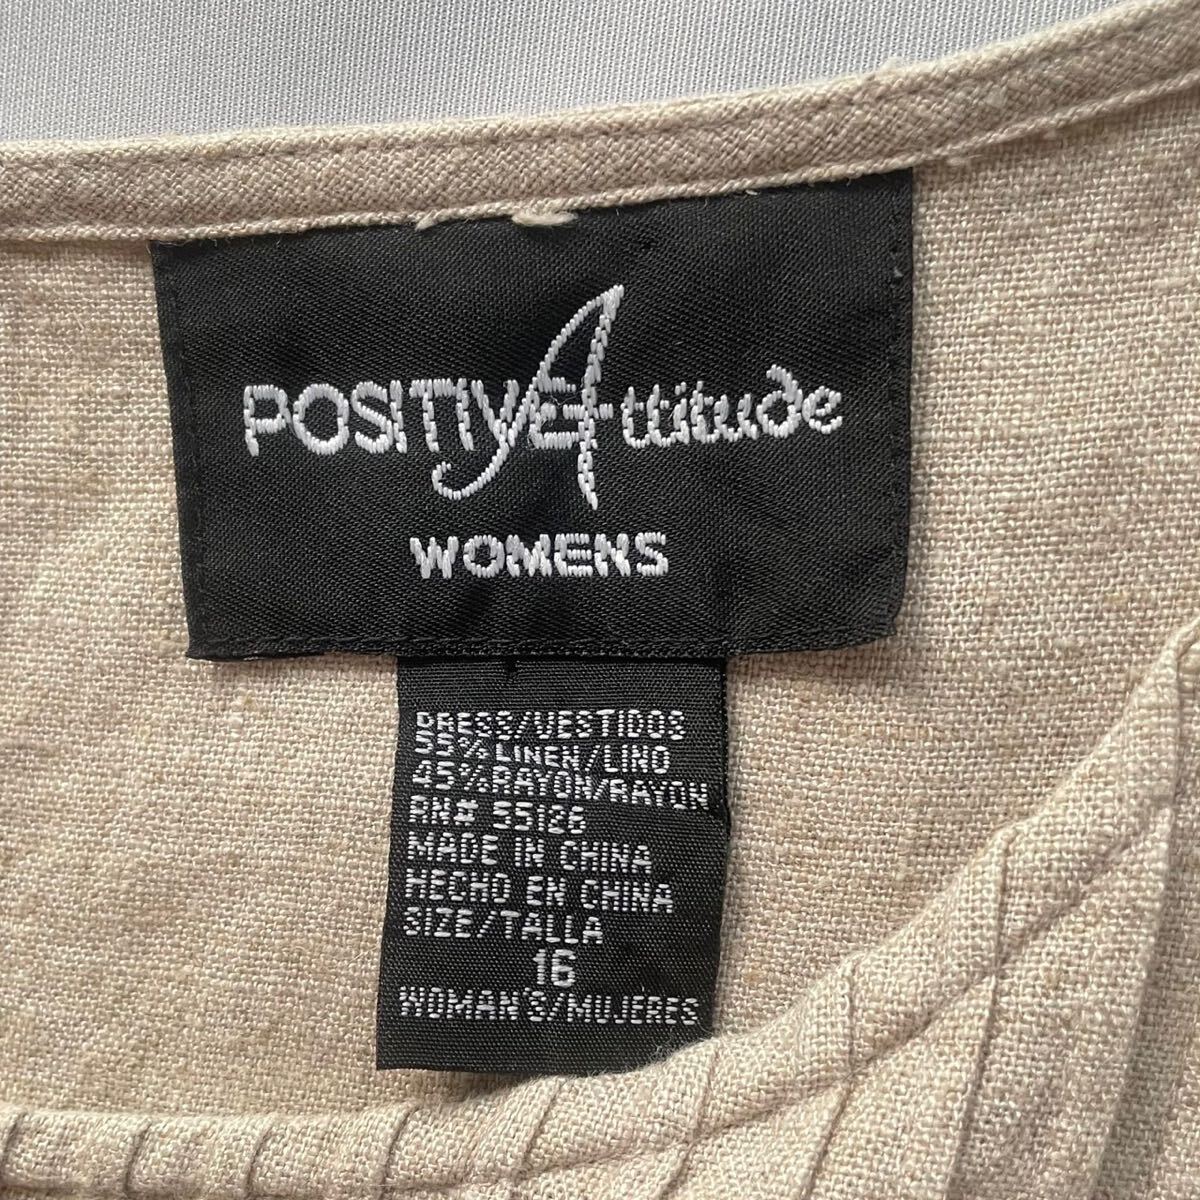 POSITIVE Attitude
WOMENS
DRESS/VESTIDOS
55% LINEN/LINO
45% RAYON/RAYON
RN# 55126
MADE IN CHINA
HECHO EN CHINA
SIZE/TALLA
16
WOMAN'S/MUJERES